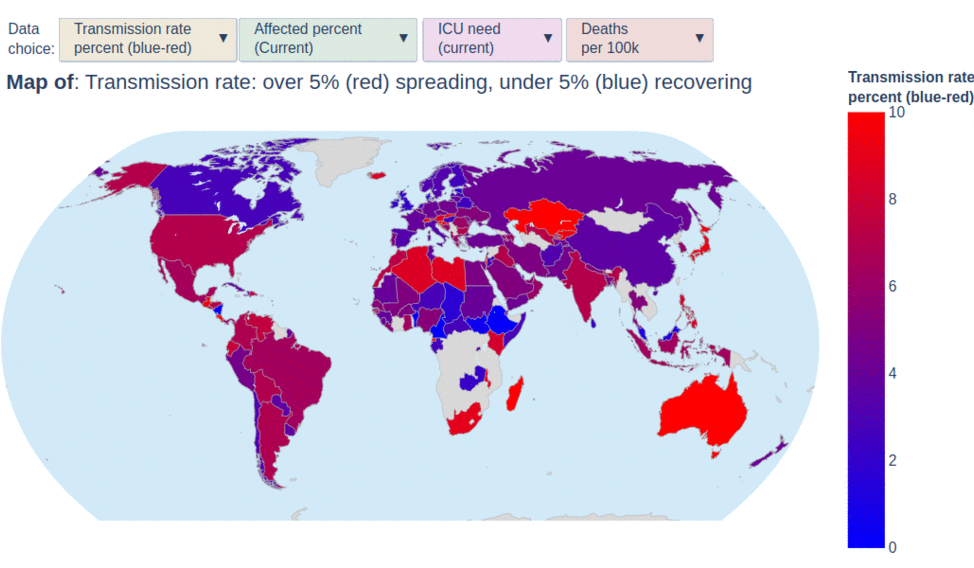 Data choice:
Transmission rate percent (blue-red) ▼
Affected percent (Current) ▼
ICU need (current) ▼
Deaths per 100k ▼
Map of: Transmission rate: over 5% (red) spreading, under 5% (blue) recovering
Transmission rate
percent (blue-red)
10
8
6
4
2
0